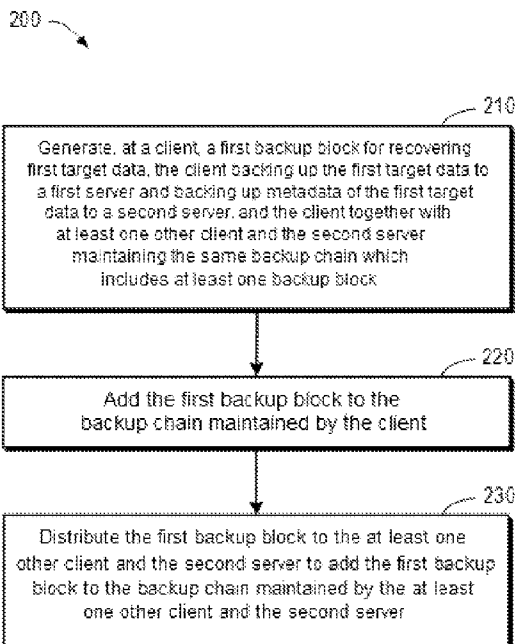 200
210
Generate, at a client, a first backup block for recovering
first target data, the client backing up the first target data to
a first server and backing up metadata of the first target
data to a second server, and the client together with
at least one other client and the second server
maintaining the same backup chain which
includes at least one backup block
220
Add the first backup block to the
backup chain maintained by the client
230
Distribute the first backup block to the at least one
other client and the second server to add the first backup
block to the backup chain maintained by the at least
one other client and the second server